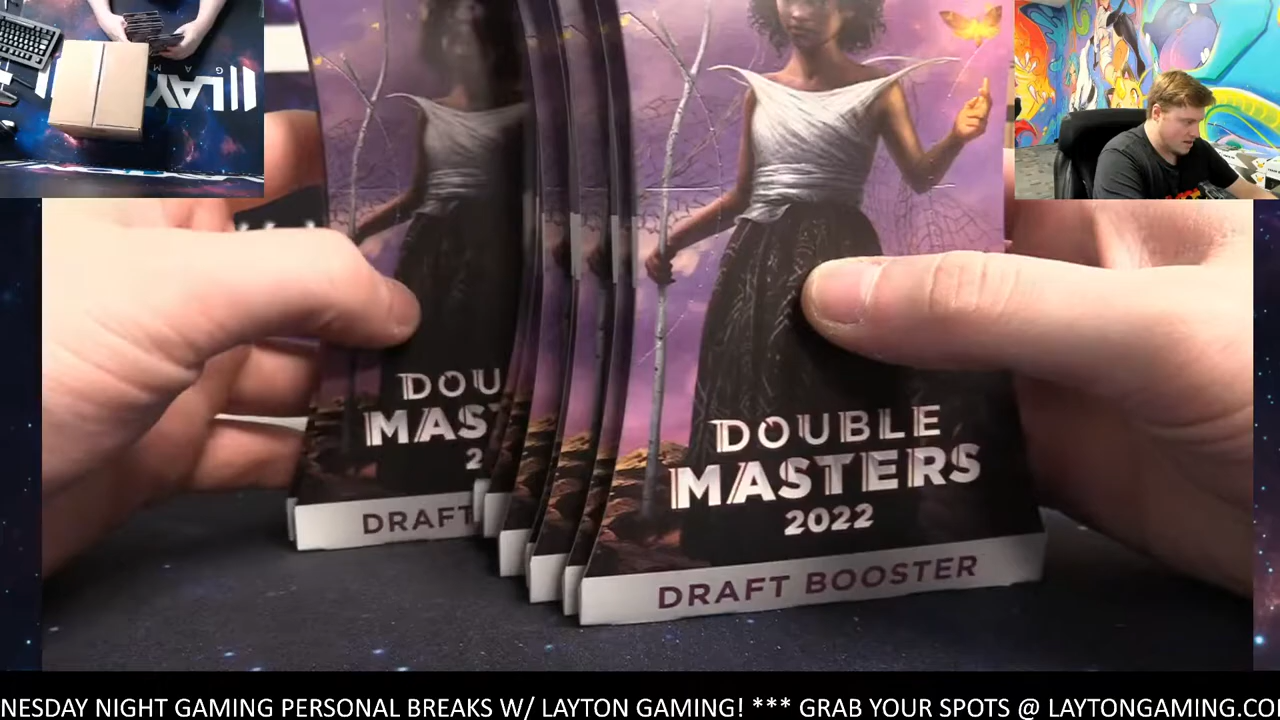 LAY
DOU
MAS
2
DRAFT
DOUBLE
MASTERS
2022
DRAFT BOOSTER
NESDAY NIGHT GAMING PERSONAL BREAKS W/ LAYTON GAMING! *** GRAB YOUR SPOTS @ LAYTONGAMING.CO